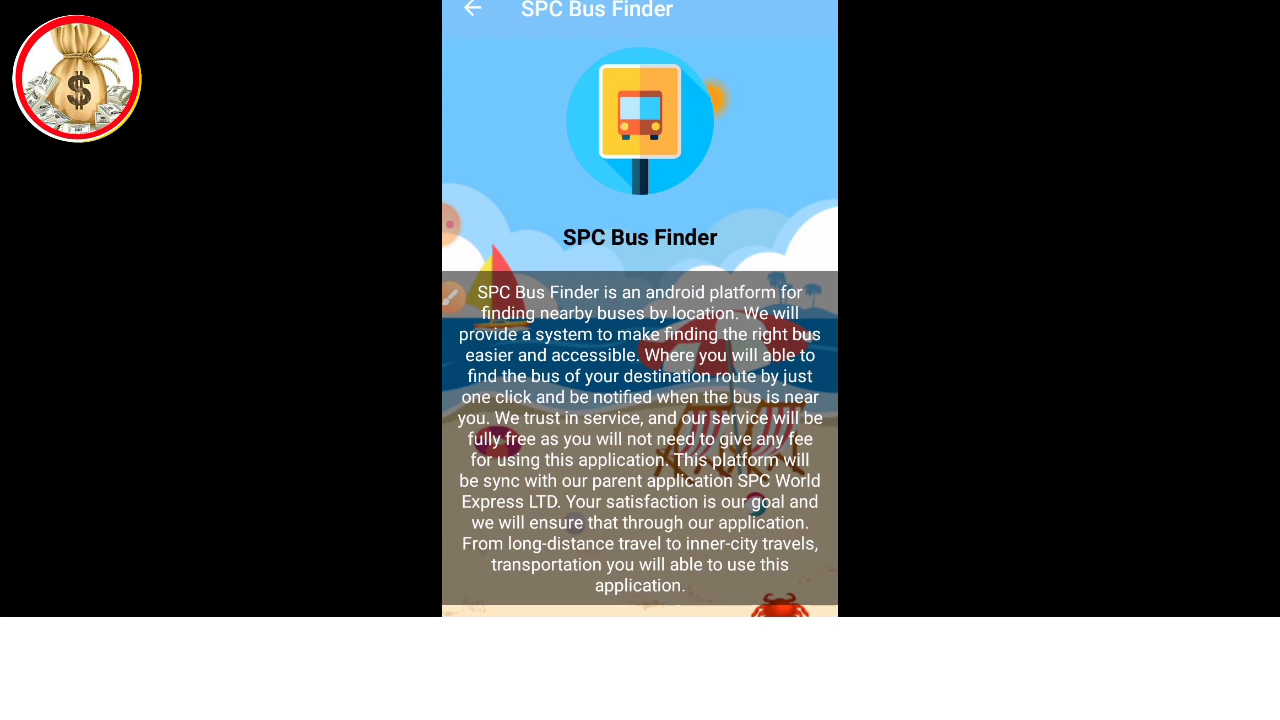 SPC Bus Finder
$
SPC Bus Finder
SPC Bus Finder is an android platform for
finding nearby buses by location. We will
provide a system to make finding the right bus
easier and accessible. Where you will able to
find the bus of your destination route by just
one click and be notified when the bus is near
you. We trust in service, and our service will be
fully free as you will not need to give any fee
for using this application. This platform will
be sync with our parent application SPC World
Express LTD. Your satisfaction is our goal and
we will ensure that through our application.
From long-distance travel to inner-city travels,
transportation you will able to use this
application.